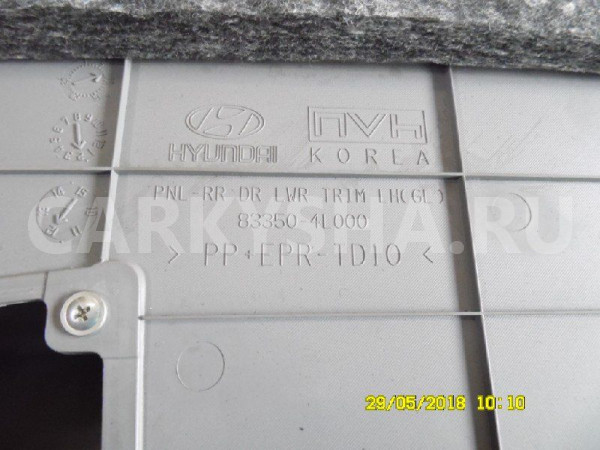 HYUNDAI
NVH
KOREA
PNL-RR DR LWR TRIM LH(GL)
83350-4L000
> PP+EPR-TD10 <
CARKYSHA.RU
29/05/2018 10:10